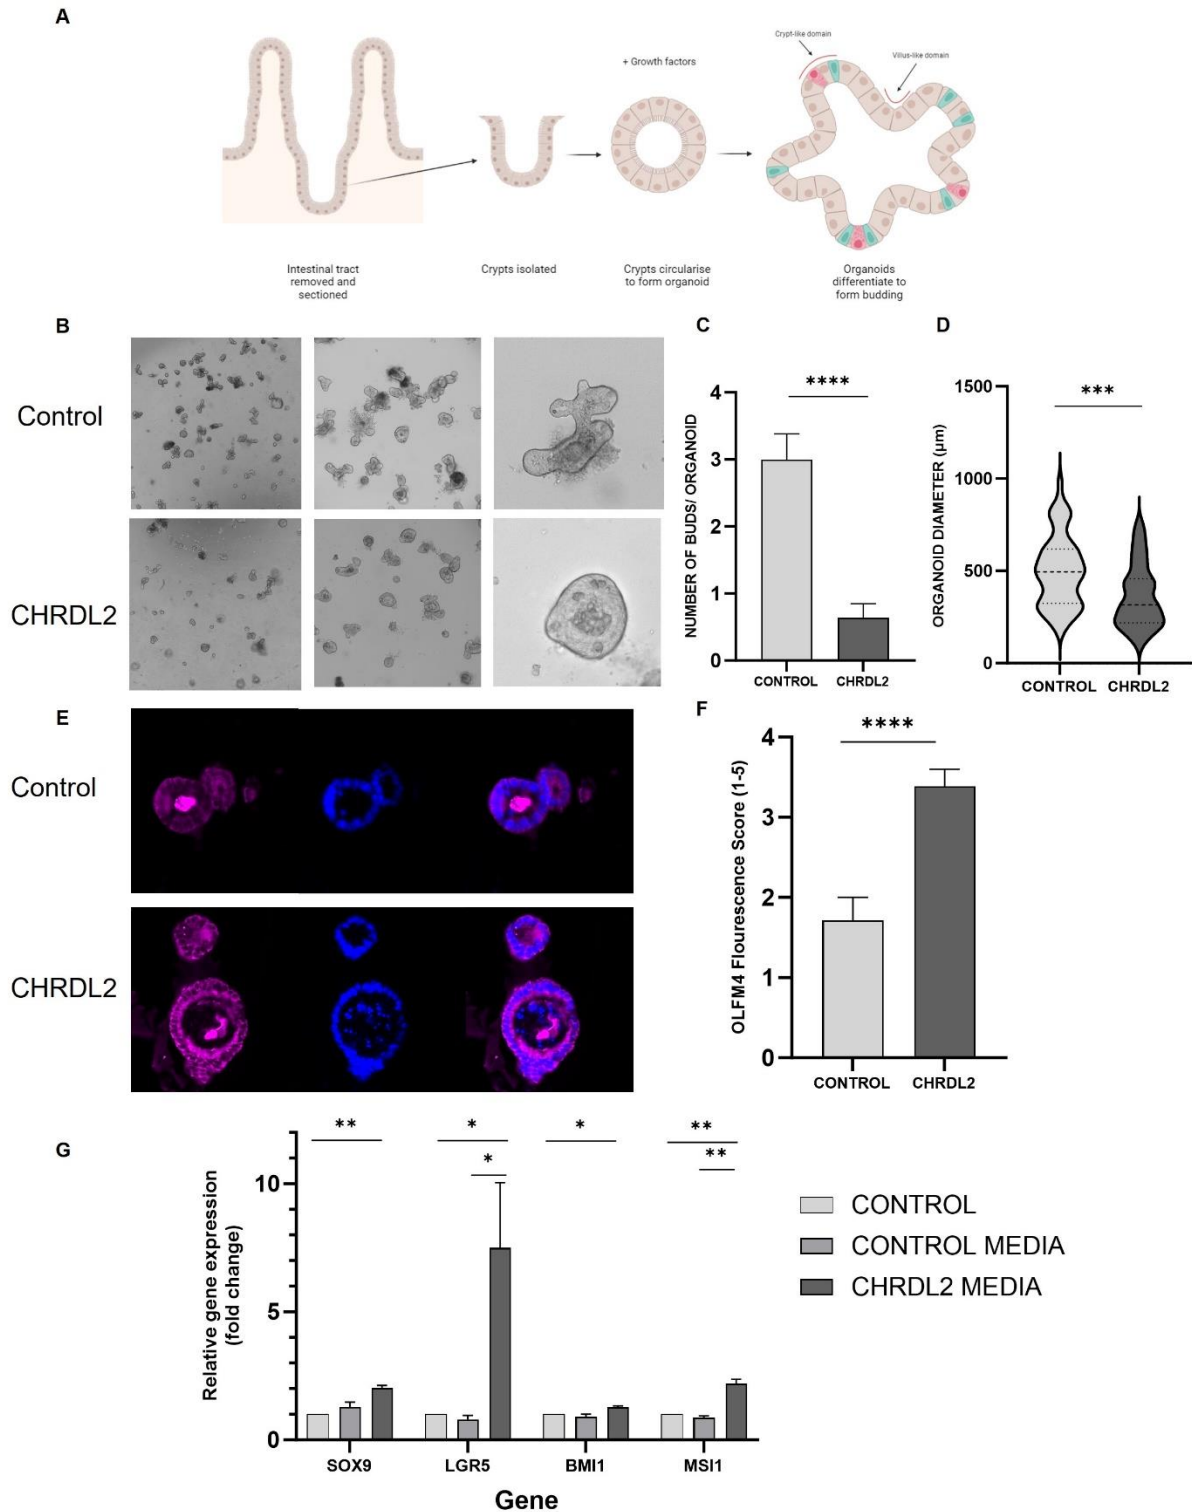 A
Crypt-like domain
Villus-like domain
+ Growth factors
Intestinal tract
removed and
sectioned
Crypts isolated
Crypts circularise
to form organoid
Organoids
differentiate to
form budding
B
Control
CHRDL2
C
NUMBER OF BUDS/ ORGANOID
4
3
2
1
0
****
CONTROL
CHRDL2
D
ORGANOID DIAMETER (µm)
1500
1000
500
0
***
CONTROL
CHRDL2
E
Control
CHRDL2
F
OLFM4 Flourescence Score (1-5)
4
3
2
1
0
****
CONTROL
CHRDL2
G
Relative gene expression
(fold change)
10
5
0
**
*
*
*
**
**
SOX9
LGR5
BMI1
MSI1
Gene
CONTROL
CONTROL MEDIA
CHRDL2 MEDIA